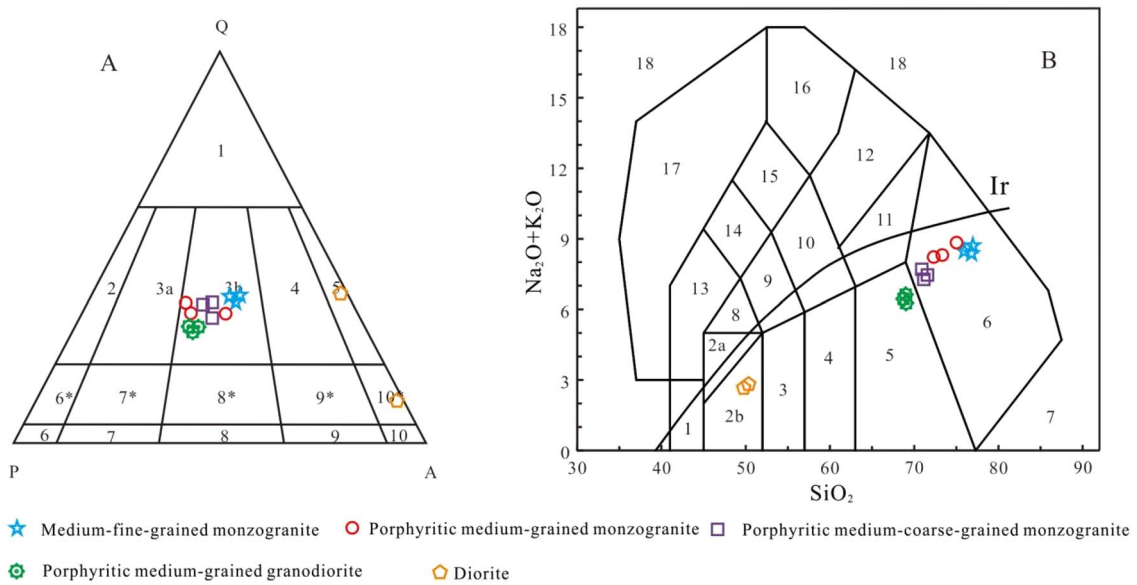 Q
A
1
2
3a
3b
4
5
6*
7*
8*
9*
10*
6
7
8
9
10
P
A
B
18
18
16
17
12
15
Ir
11
14
10
13
9
8
6
2a
4
5
3
2b
1
7
Na₂O+K₂O
18
15
12
9
6
3
0
30
40
50
60
70
80
90
SiO₂
Medium-fine-grained monzogranite
Porphyritic medium-grained monzogranite
Porphyritic medium-coarse-grained monzogranite
Porphyritic medium-grained granodiorite
Diorite